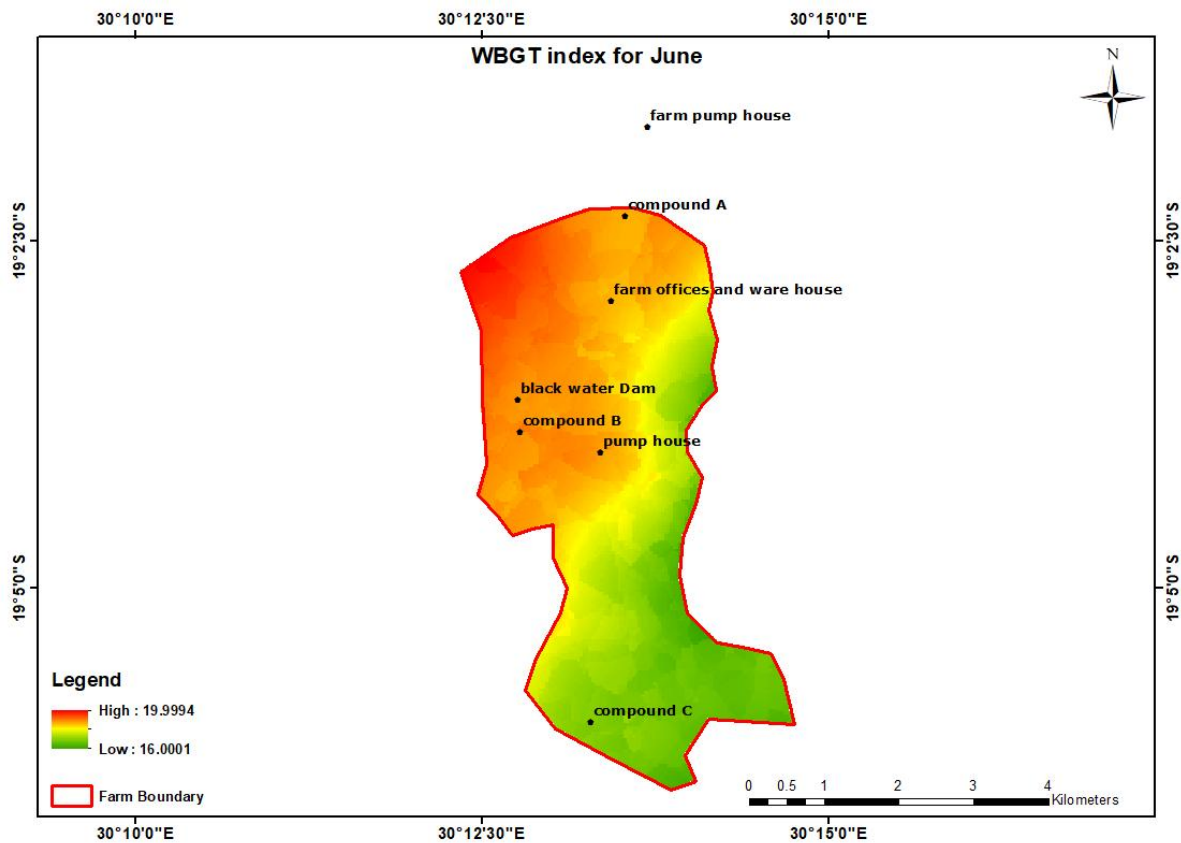 30°10'0"E
30°12'30"E
30°15'0"E
WBGT index for June
N
farm pump house
compound A
19°2'30"S
19°2'30"S
farm offices and ware house
black water Dam
compound B
pump house
19°5'0"S
19°5'0"S
Legend
High : 19.9994
Low : 16.0001
Farm Boundary
compound C
0 0.5 1 2 3 4
Kilometers
30°10'0"E
30°12'30"E
30°15'0"E